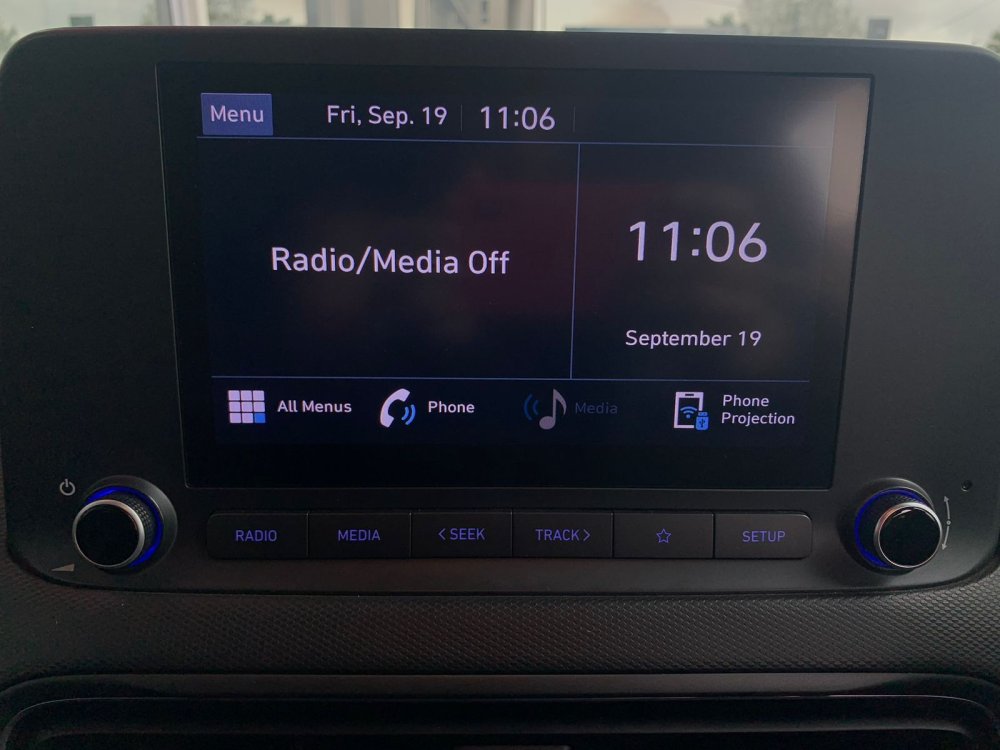 Menu
Fri, Sep. 19
11:06
Radio/Media Off
11:06
September 19
All Menus
Phone
Media
Phone
Projection
RADIO
MEDIA
< SEEK
TRACK >
☆
SETUP